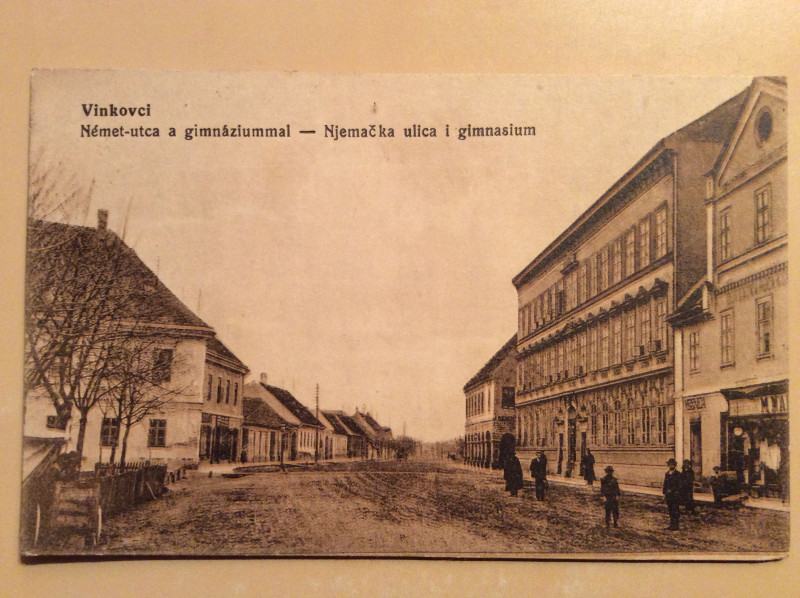 Vinkovci
Német-utca a gimnáziummal — Njemačka ulica i gimnasium